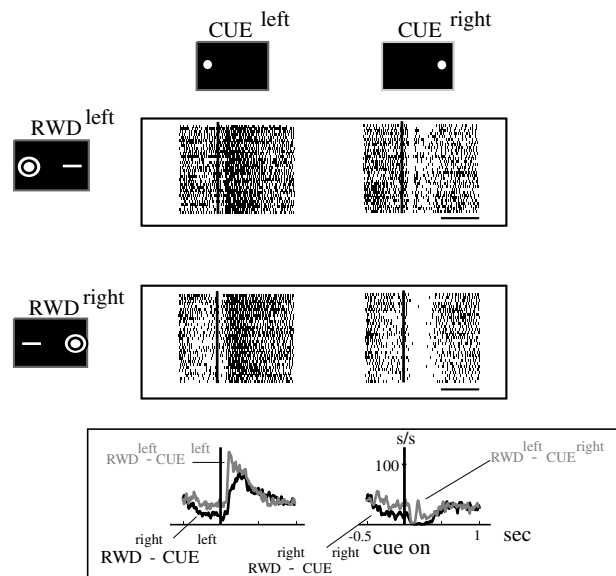 CUE left CUE right
RWD left
RWD right
s/s
RWD left - CUE left
100
RWD left - CUE right
RWD right - CUE left
-0.5 1 sec
cue on
RWD right - CUE right